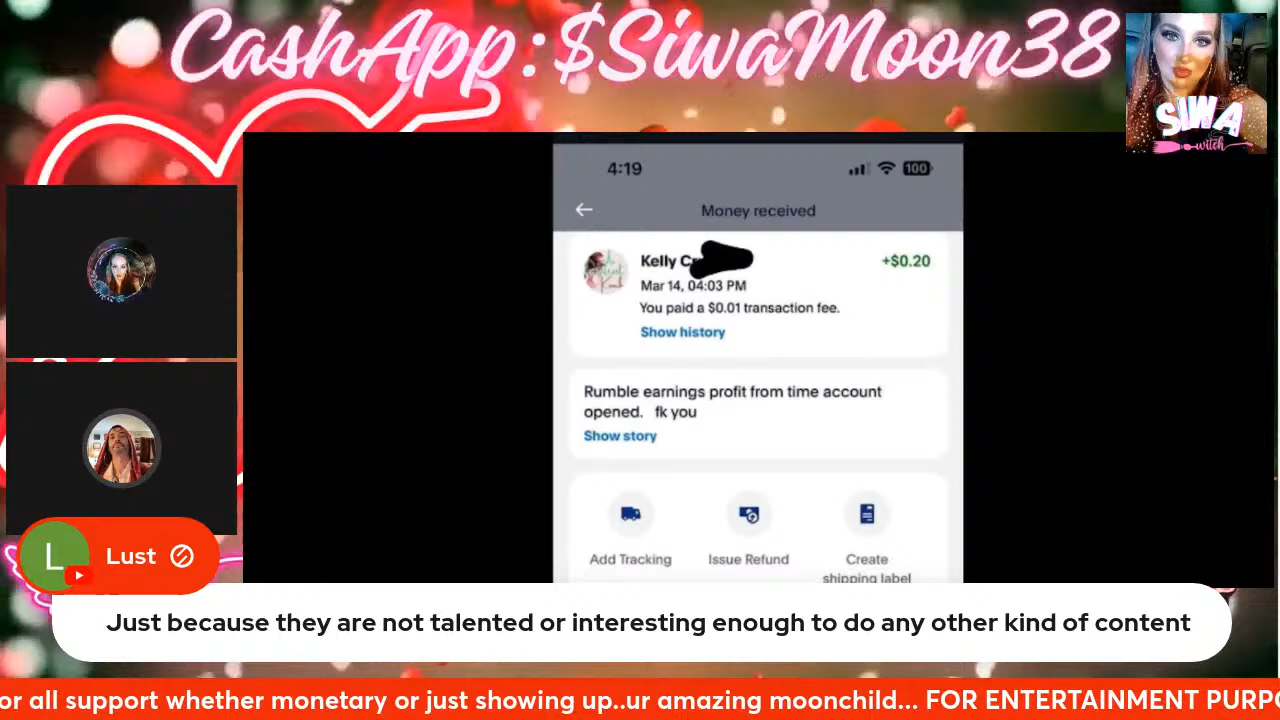 CashApp: $SiwaMoon38
SIWA
witch
4:19
100
Money received
Kelly C
+$0.20
Mar 14, 04:03 PM
You paid a $0.01 transaction fee.
Show history
Rumble earnings profit from time account
opened. fk you
Show story
Add Tracking
Issue Refund
Create
shipping label
L
Lust
Just because they are not talented or interesting enough to do any other kind of content
or all support whether monetary or just showing up..ur amazing moonchild... FOR ENTERTAINMENT PURPO